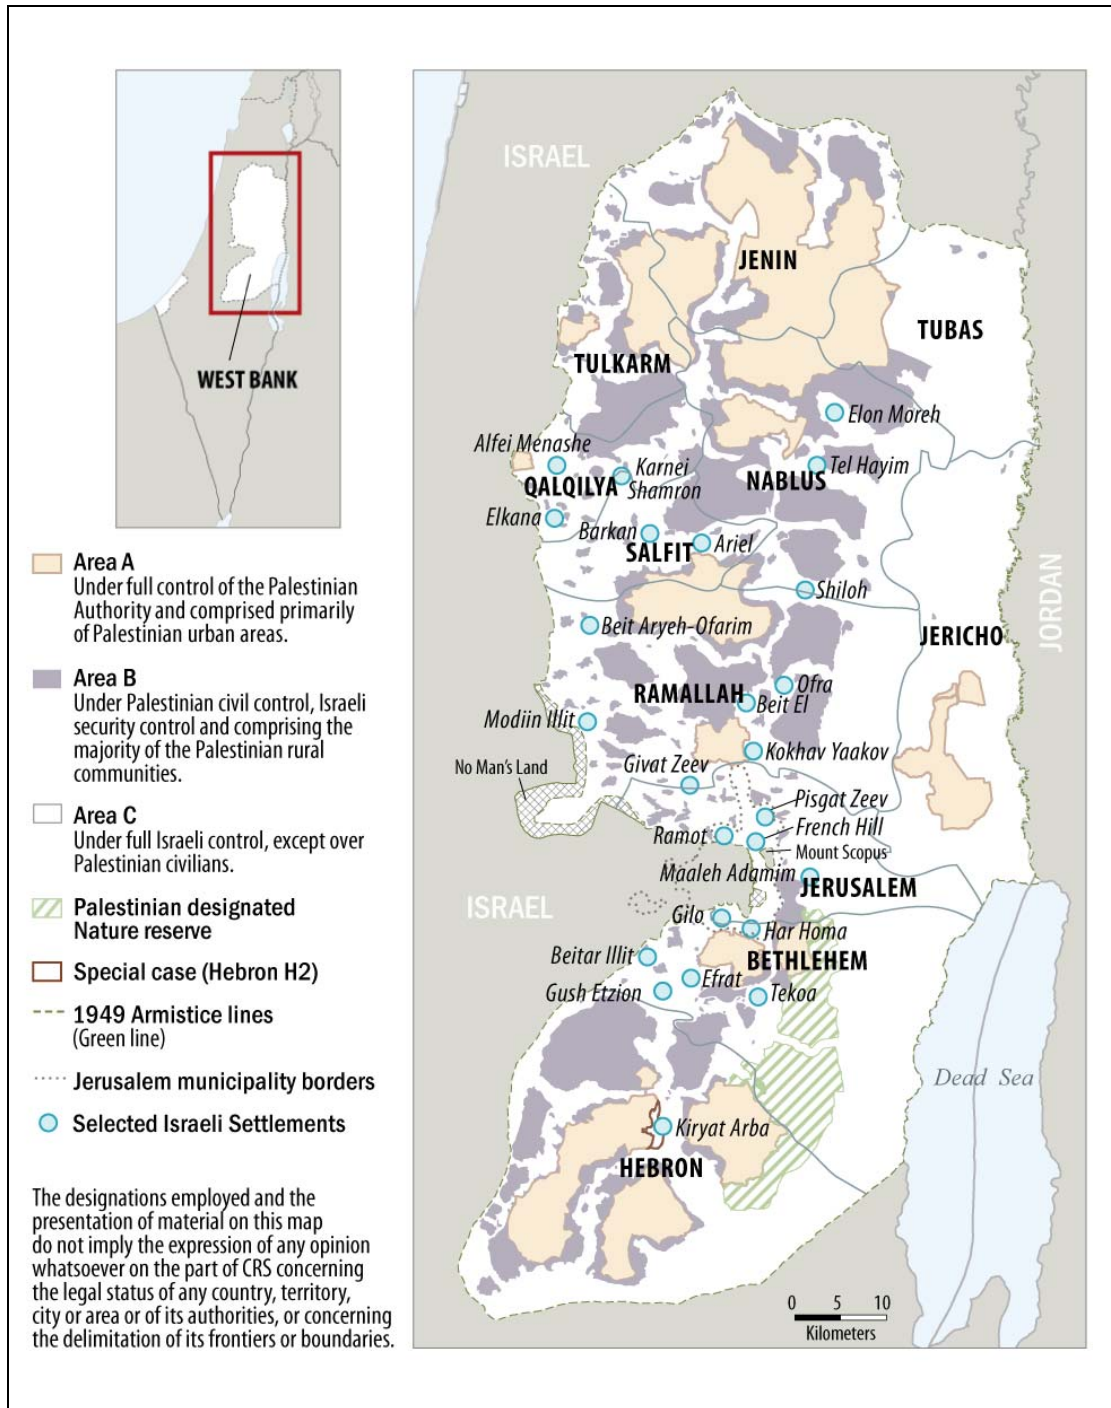 WEST BANK
Area A
Under full control of the Palestinian
Authority and comprised primarily
of Palestinian urban areas.
Area B
Under Palestinian civil control, Israeli
security control and comprising the
majority of the Palestinian rural
communities.
Area C
Under full Israeli control, except over
Palestinian civilians.
Palestinian designated
Nature reserve
Special case (Hebron H2)
1949 Armistice lines
(Green line)
Jerusalem municipality borders
Selected Israeli Settlements
The designations employed and the
presentation of material on this map
do not imply the expression of any opinion
whatsoever on the part of CRS concerning
the legal status of any country, territory,
city or area or of its authorities, or concerning
the delimitation of its frontiers or boundaries.
ISRAEL
JENIN
TUBAS
TULKARM
Elon Moreh
Alfei Menashe
Karnei
Shamron
Tel Hayim
QALQILYA
NABLUS
Elkana
Barkan
Ariel
SALFIT
Shiloh
JORDAN
Beit Aryeh-Ofarim
JERICHO
Ofra
RAMALLAH
Beit El
Modiin Illit
Kokhav Yaakov
No Man's Land
Givat Zeev
Pisgat Zeev
Ramot
French Hill
Mount Scopus
Maaleh Adamim
JERUSALEM
ISRAEL
Gilo
Har Homa
Beitar Illit
BETHLEHEM
Efrat
Gush Etzion
Tekoa
Dead Sea
Kiryat Arba
HEBRON
0 5 10
Kilometers